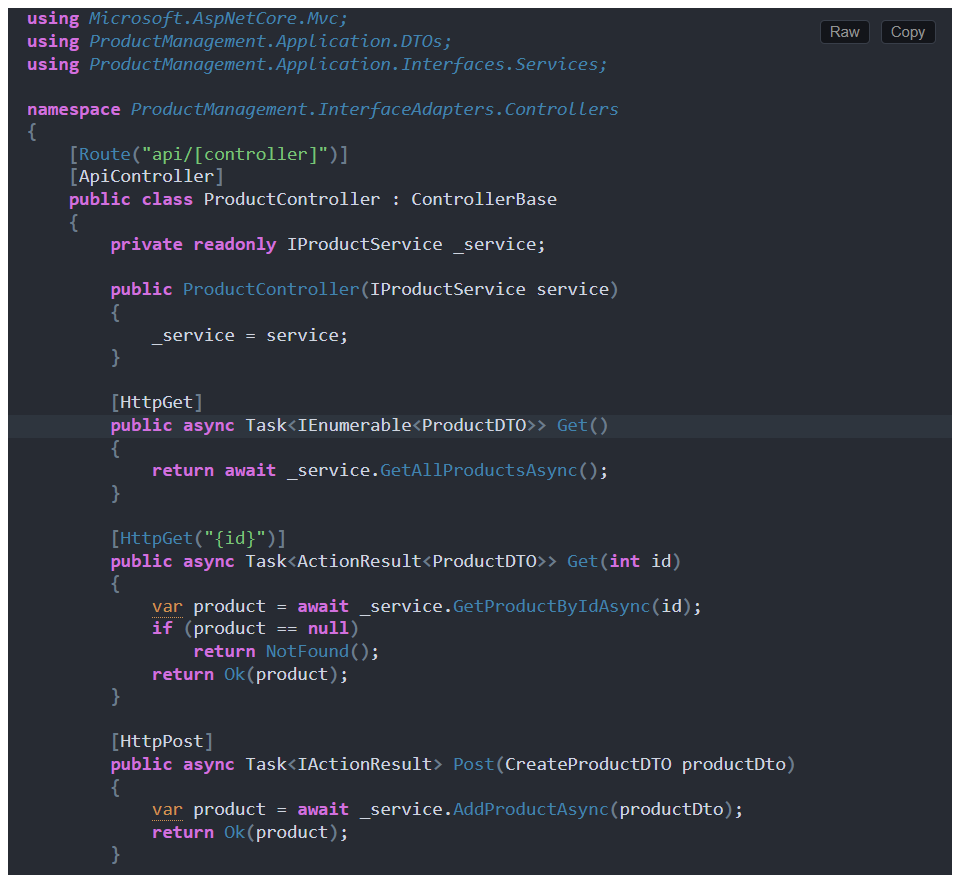 using Microsoft.AspNetCore.Mvc;
using ProductManagement.Application.DTOs;
using ProductManagement.Application.Interfaces.Services;
Raw Copy
namespace ProductManagement.InterfaceAdapters.Controllers
{
    [Route("api/[controller]")]
    [ApiController]
    public class ProductController : ControllerBase
    {
        private readonly IProductService _service;
        public ProductController(IProductService service)
        {
            _service = service;
        }
        [HttpGet]
        public async Task<IEnumerable<ProductDTO>> Get()
        {
            return await _service.GetAllProductsAsync();
        }
        [HttpGet("{id}")]
        public async Task<ActionResult<ProductDTO>> Get(int id)
        {
            var product = await _service.GetProductByIdAsync(id);
            if (product == null)
                return NotFound();
            return Ok(product);
        }
        [HttpPost]
        public async Task<IActionResult> Post(CreateProductDTO productDto)
        {
            var product = await _service.AddProductAsync(productDto);
            return Ok(product);
        }